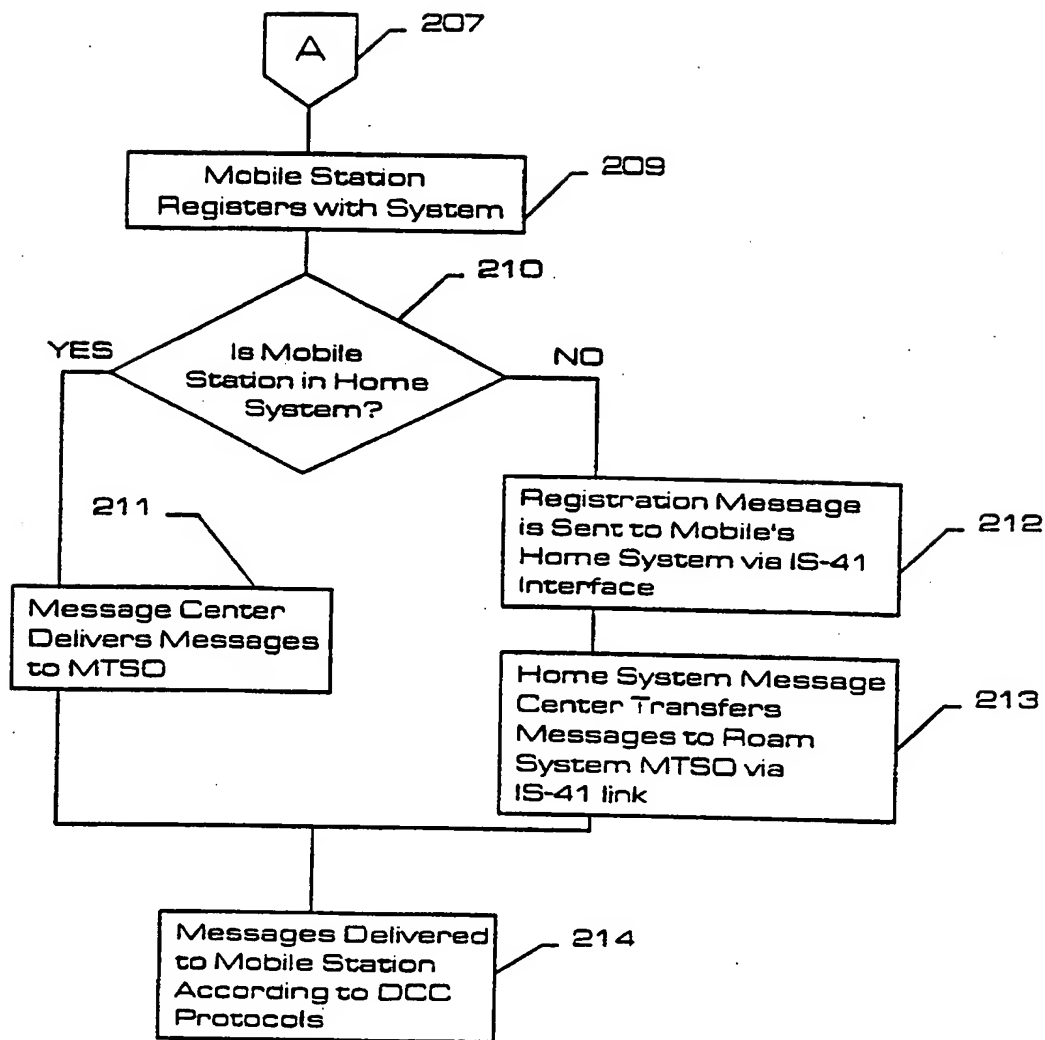 A
207
Mobile Station
Registers with System
209
210
YES
Is Mobile
Station in Home
System?
NO
211
Message Center
Delivers Messages
to MTSO
Registration Message
is Sent to Mobile's
Home System via IS-41
Interface
212
Home System Message
Center Transfers
Messages to Roam
System MTSO via
IS-41 link
213
Messages Delivered
to Mobile Station
According to DCC
Protocols
214